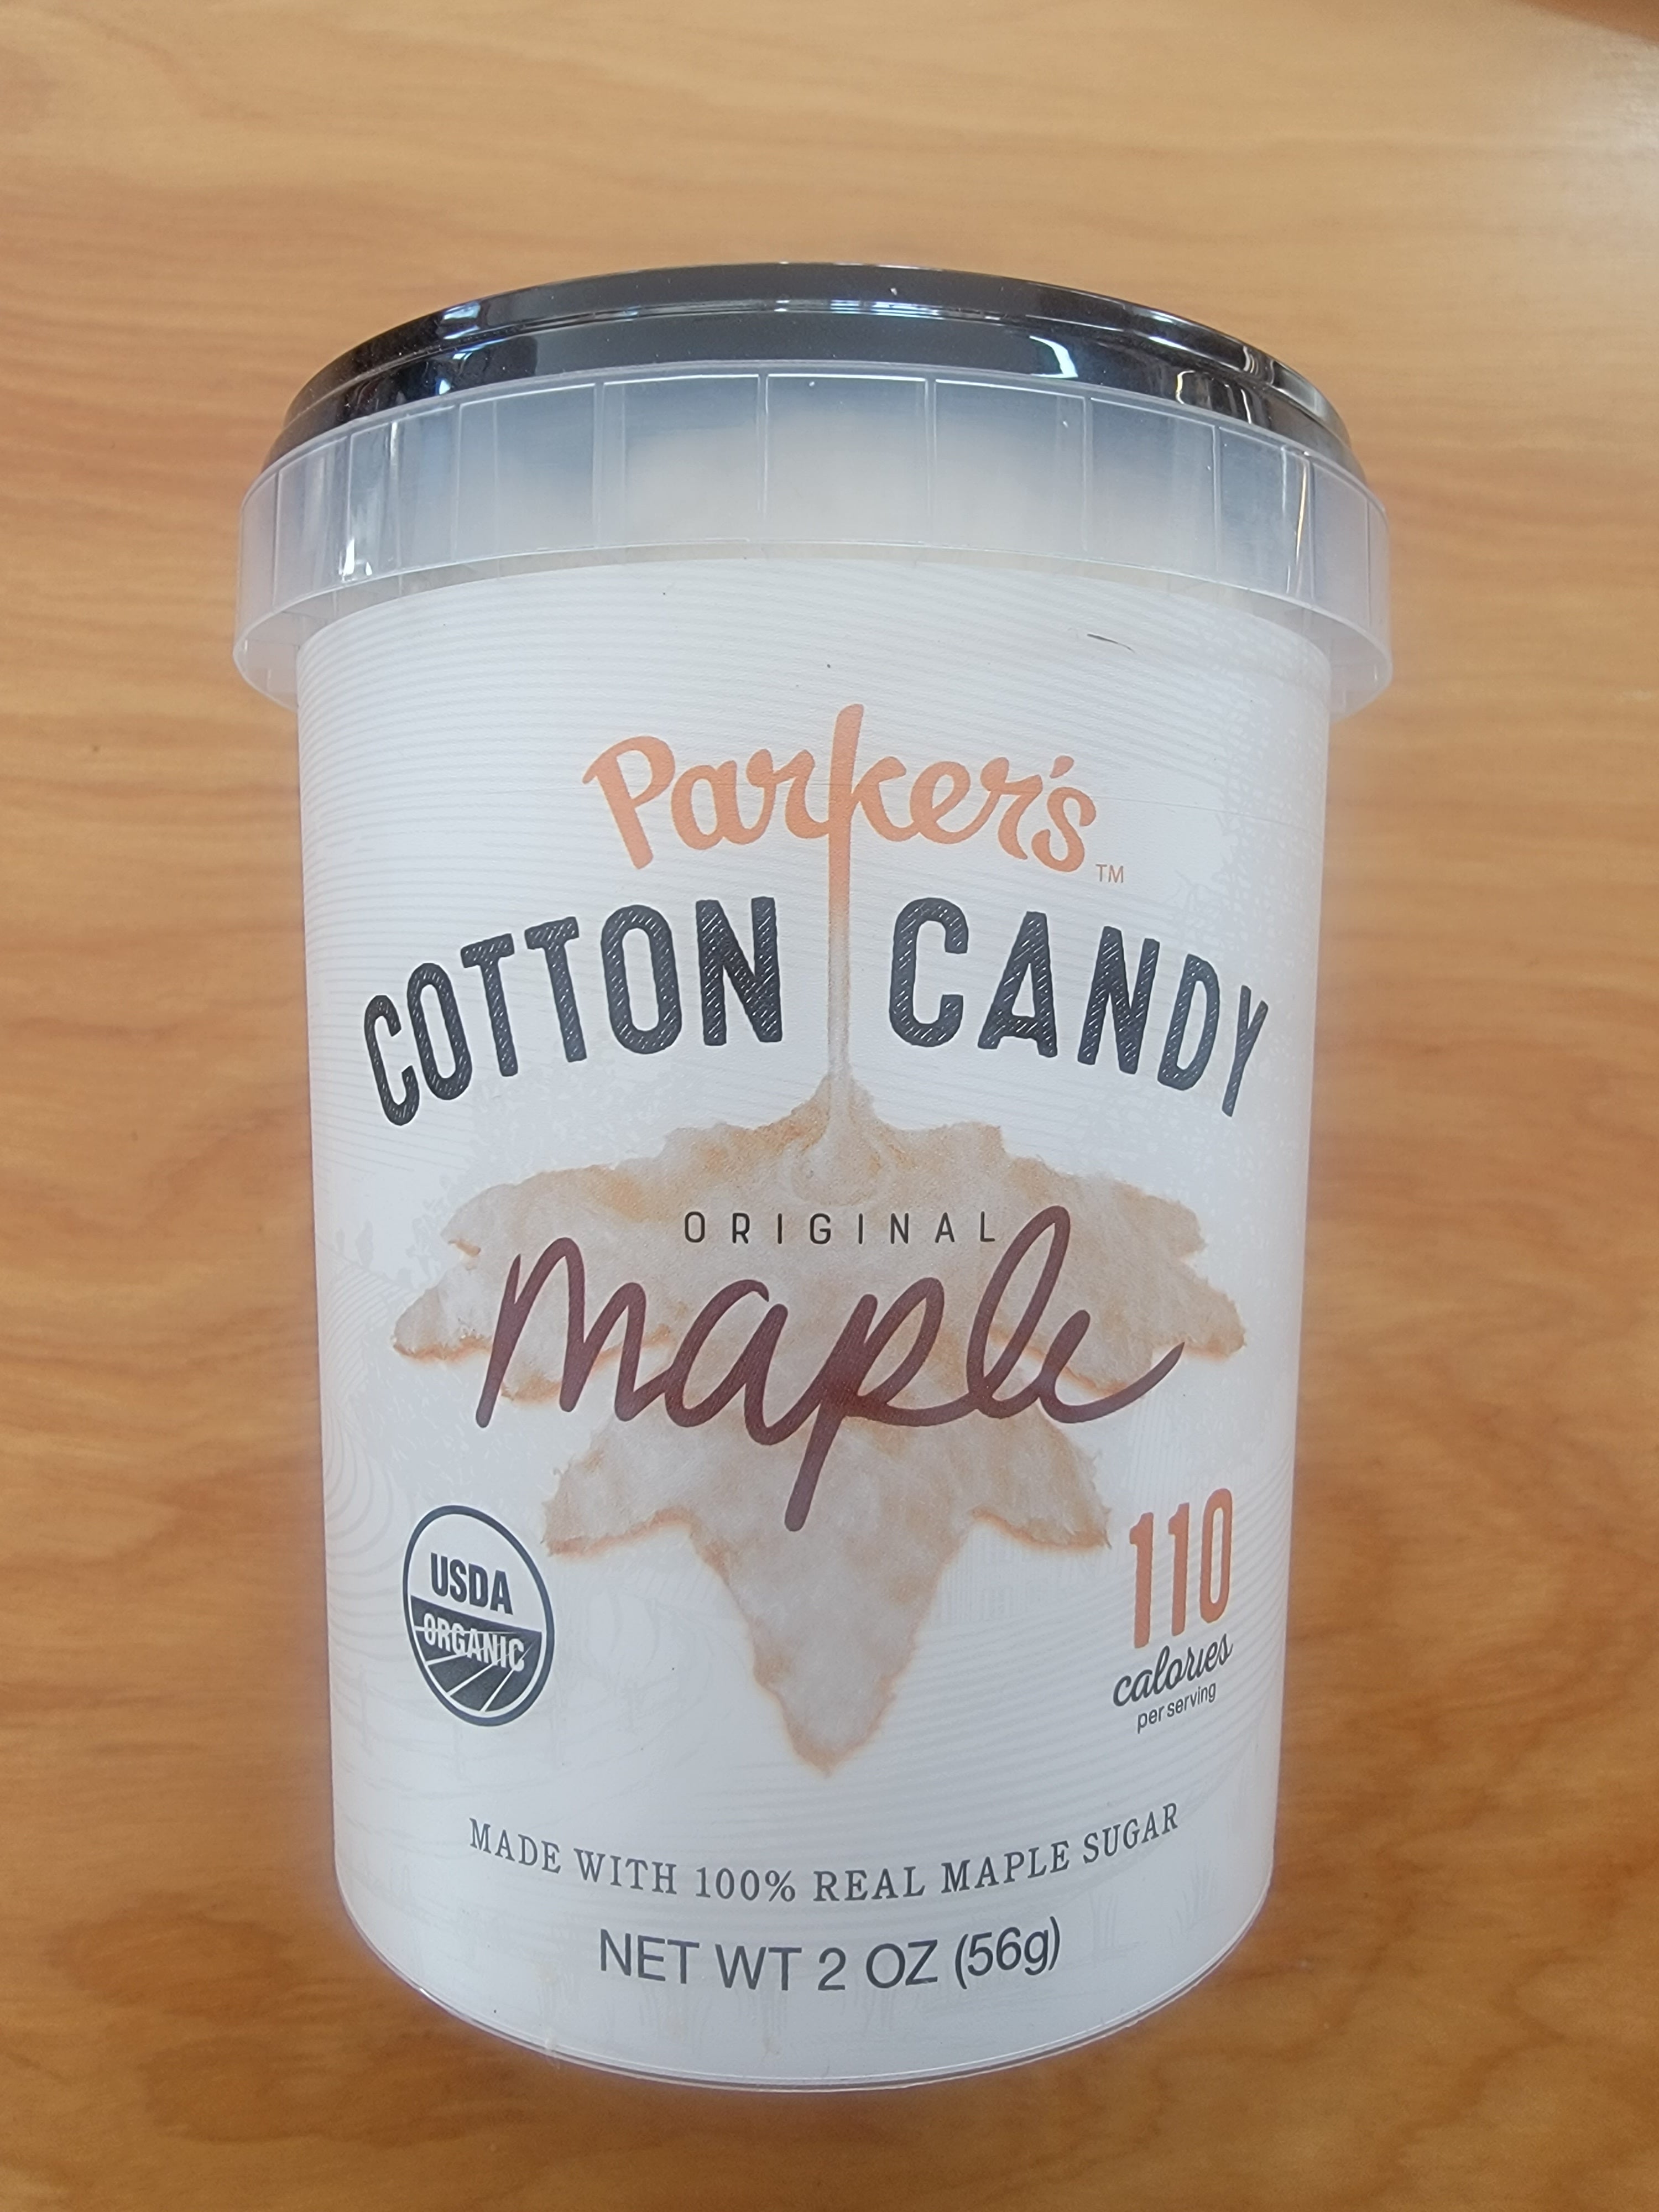 Parker's™
COTTON CANDY
ORIGINAL
maple
USDA
ORGANIC
110
calories
per serving
MADE WITH 100% REAL MAPLE SUGAR
NET WT 2 OZ (56g)